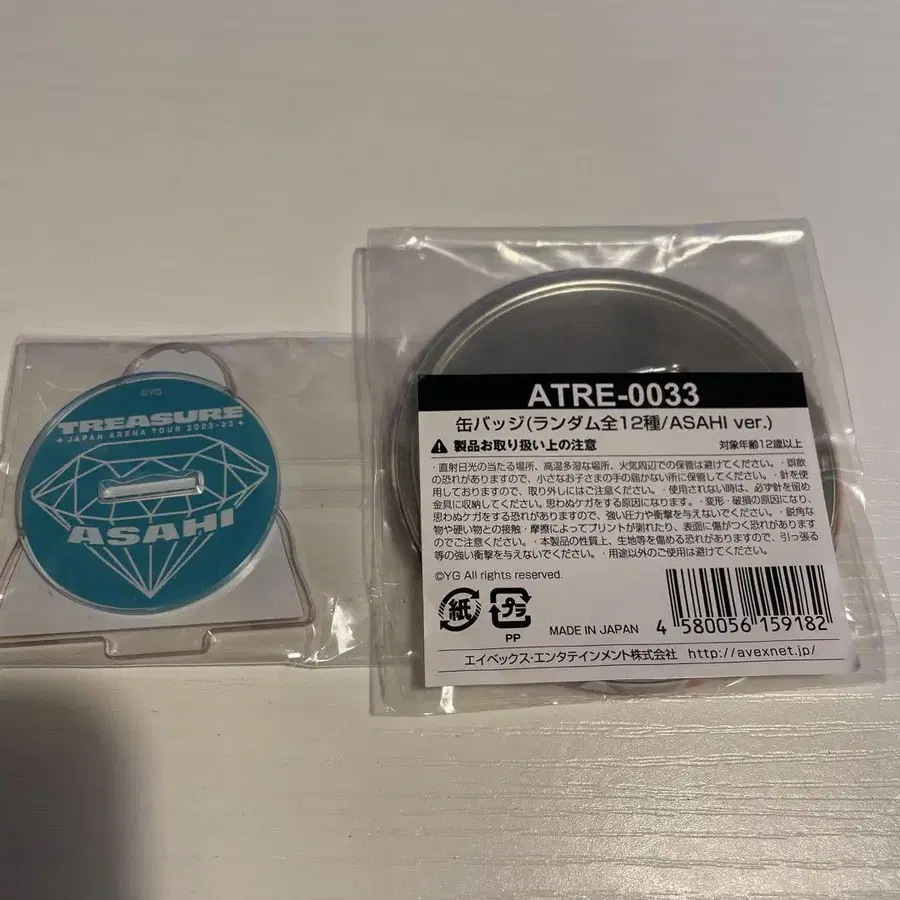 ©YG
TREASURE
+ JAPAN ARENA TOUR 2022-23 +
ASAHI
ATRE-0033
缶バッジ(ランダム全12種/ASAHI ver.)
製品お取り扱い上の注意 対象年齢12歳以上
・直射日光の当たる場所、高温多湿な場所、火気周辺での保管は避けてください。・誤飲
の恐れがありますので、小さなお子さまの手の届かない所に保管してください。・針を使
用しておりますので、取り外しにはご注意ください。・使用されない時は、必ず針を留め
金具に収納してください。思わぬケガをする原因になります。・変形・破損の原因になり、
思わぬケガをする恐れがありますので、強い圧力や衝撃を与えないでください。・鋭角な
物や硬い物との接触・摩擦によってプリントが剥れたり、表面に傷がつく恐れがあります
のでご注意ください。・本製品の性質上、生地等を傷める恐れがありますので、引っ張る
等の強い衝撃を与えないでください。・用途以外のご使用は避けてください。
©YG All rights reserved.
紙 プラ
PP
MADE IN JAPAN
4 580056 159182
エイベックス・エンタテインメント株式会社 http://avexnet.jp/